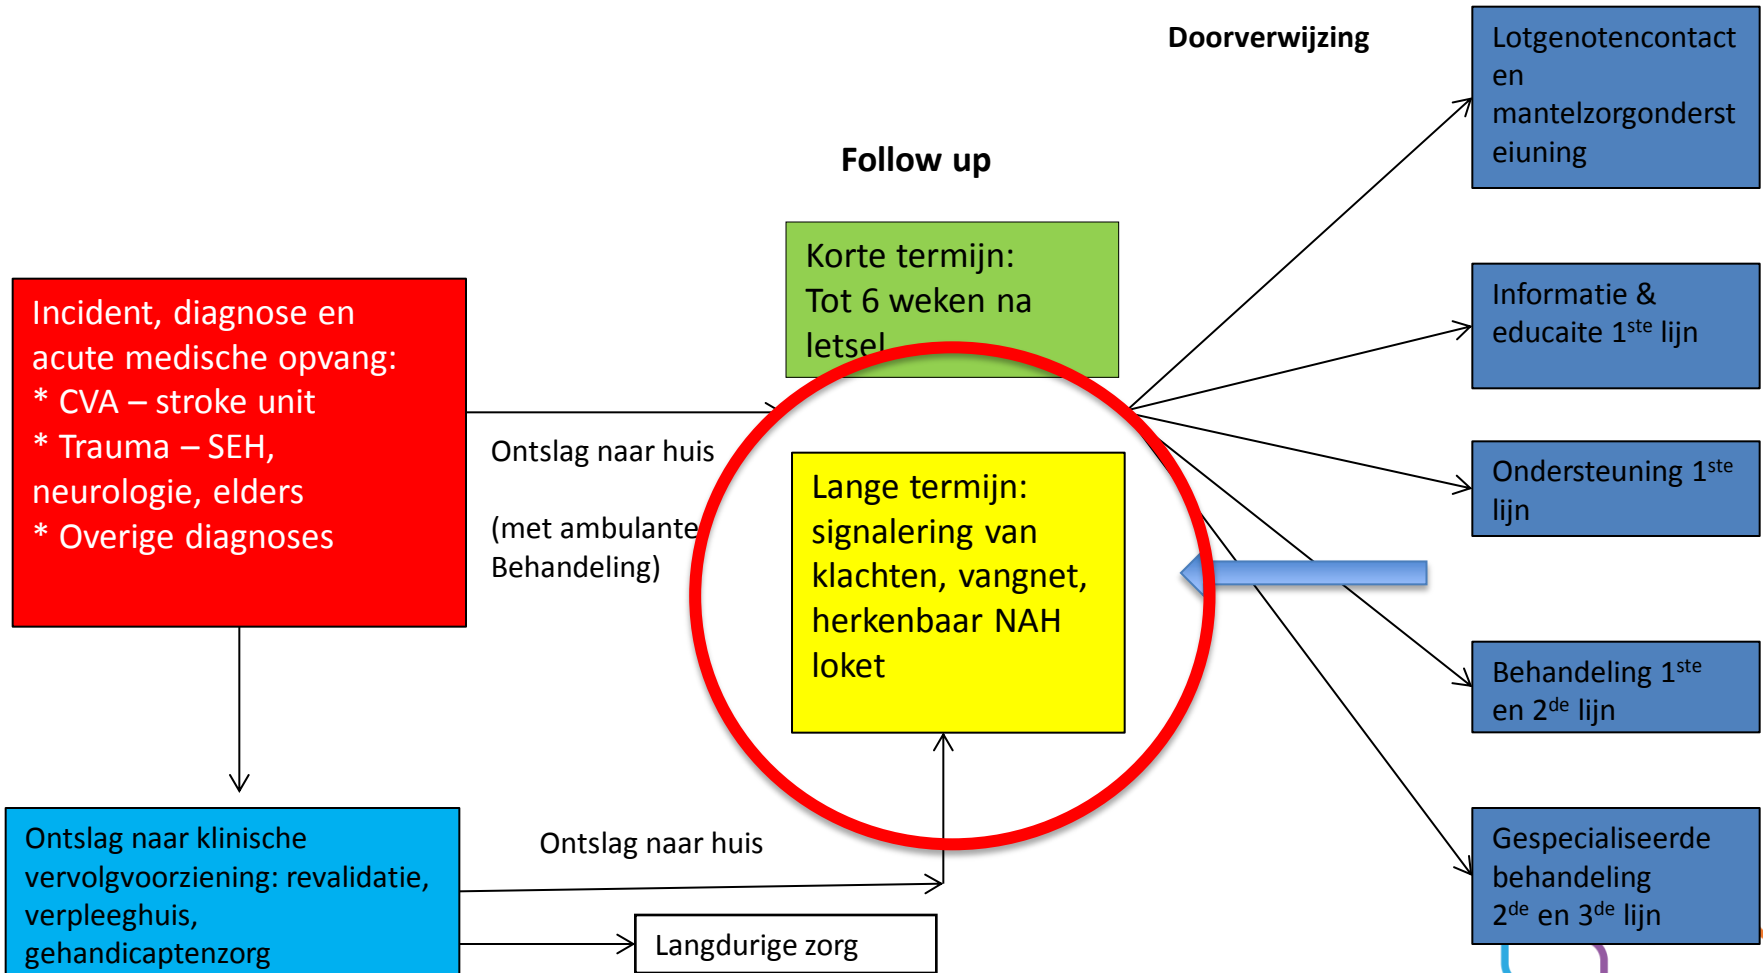 Doorverwijzing
Follow up
Incident, diagnose en
acute medische opvang:
* CVA – stroke unit
* Trauma – SEH,
neurologie, elders
* Overige diagnoses
Ontslag naar huis
(met ambulante
Behandeling)
Korte termijn:
Tot 6 weken na
letsel
Lange termijn:
signalering van
klachten, vangnet,
herkenbaar NAH
loket
Ontslag naar klinische
vervolgvoorziening: revalidatie,
verpleeghuis,
gehandicaptenzorg
Ontslag naar huis
Langdurige zorg
Lotgenotencontact
en
mantelzorgonderst
eiuning
Informatie &
educaite 1ste lijn
Ondersteuning 1ste
lijn
Behandeling 1ste
en 2de lijn
Gespecialiseerde
behandeling
2de en 3de lijn